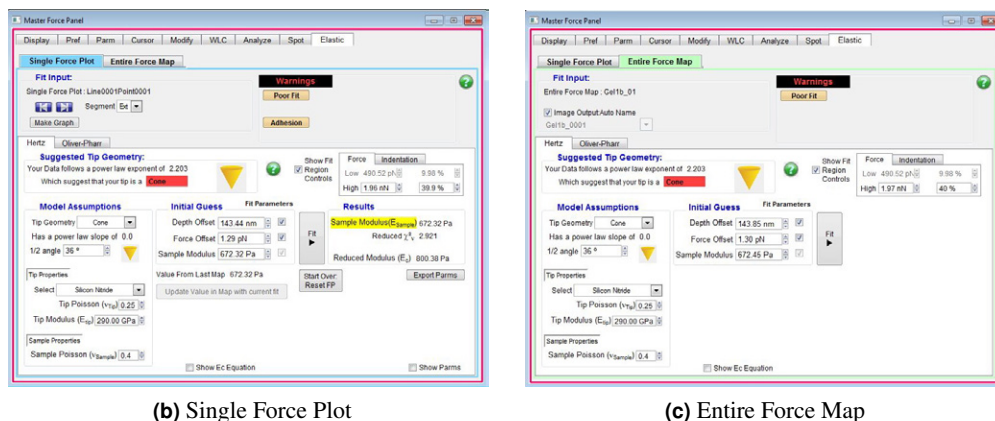 Master Force Panel
Display Pref Parm Cursor Modify WLC Analyze Spot Elastic
Single Force Plot Entire Force Map
Fit Input:
Single Force Plot : Line0001Point0001
Segment
Make Graph
Warnings
Poor Fit
Adhesion
Hertz Oliver-Pharr
Suggested Tip Geometry:
Your Data follows a power law exponent of 2.203
Which suggest that your tip is a Cone
Show Fit
Region
Controls
Force Indentation
Low 490.52 pN 9.98 %
High 1.96 nN 39.9 %
Model Assumptions
Tip Geometry Cone
Has a power law slope of 0.0
1/2 angle 36 °
Initial Guess Fit Parameters
Depth Offset 143.44 nm
Force Offset 1.29 pN
Sample Modulus 672.32 Pa
Fit
Results
Sample Modulus(ESample) 672.32 Pa
Reduced χ²ᵥ 2.921
Reduced Modulus (Ec) 800.38 Pa
Tip Properties
Select Silicon Nitride
Tip Poisson (νTip) 0.25
Tip Modulus (ETip) 290.00 GPa
Value From Last Map 672.32 Pa
Update Value in Map with current fit
Start Over:
Reset FP
Export Parms
Sample Properties
Sample Poisson (νSample) 0.4
Show Ec Equation
Show Parms
(b) Single Force Plot
Master Force Panel
Display Pref Parm Cursor Modify WLC Analyze Spot Elastic
Single Force Plot Entire Force Map
Fit Input:
Entire Force Map : Gel1b_01
Image Output:Auto Name
Gel1b_0001
Warnings
Poor Fit
Hertz Oliver-Pharr
Suggested Tip Geometry:
Your Data follows a power law exponent of 2.203
Which suggest that your tip is a Cone
Show Fit
Region
Controls
Force Indentation
Low 490.52 pN 9.98 %
High 1.97 nN 40 %
Model Assumptions
Tip Geometry Cone
Has a power law slope of 0.0
1/2 angle 36 °
Initial Guess Fit Parameters
Depth Offset 143.85 nm
Force Offset 1.30 pN
Sample Modulus 672.45 Pa
Fit
Tip Properties
Select Silicon Nitride
Tip Poisson (νTip) 0.25
Tip Modulus (ETip) 290.00 GPa
Sample Properties
Sample Poisson (νSample) 0.4
Show Ec Equation
(c) Entire Force Map